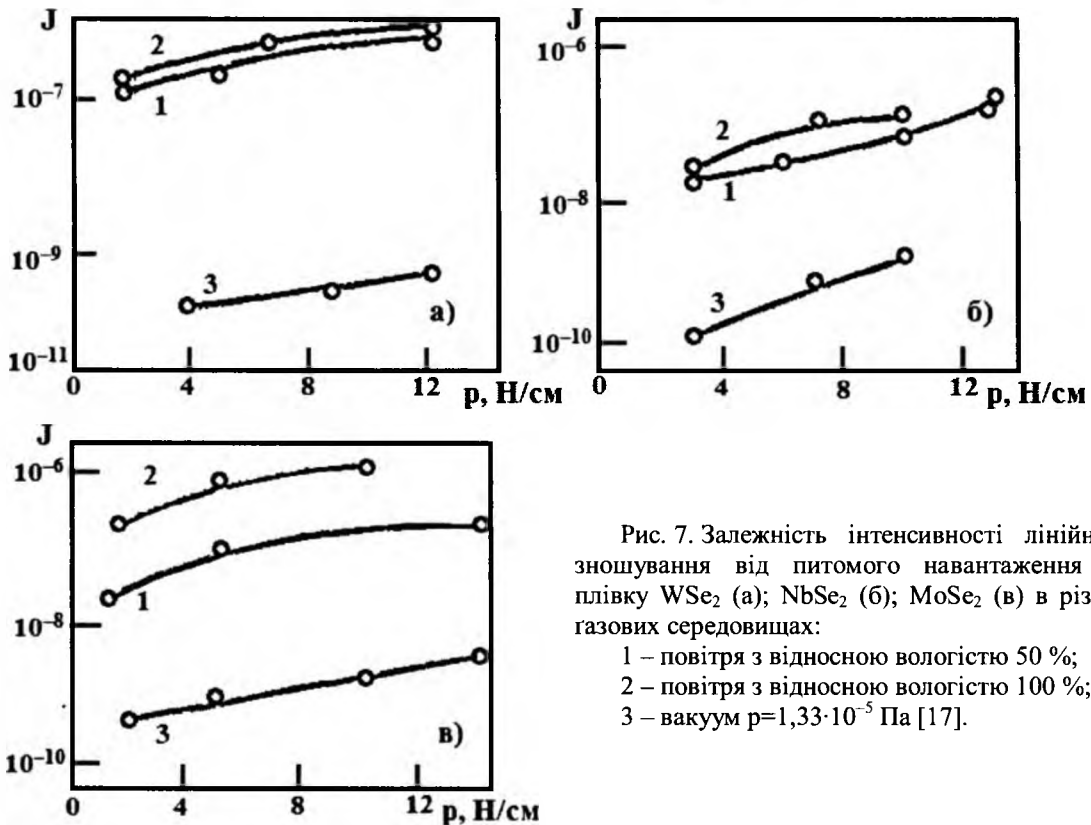 J
10⁻⁷
10⁻⁹
10⁻¹¹
2
1
3
а)
0
4
8
12
р, Н/см
10⁻⁶
10⁻⁸
10⁻¹⁰
2
1
3
б)
0
4
8
12
р, Н/см
J
10⁻⁶
10⁻⁸
10⁻¹⁰
2
1
3
в)
0
4
8
12
р, Н/см
Рис. 7. Залежність інтенсивності лінійн
зношування від питомого навантаження
плівку WSe₂ (а); NbSe₂ (б); MoSe₂ (в) в різ
ґазових середовищах:
1 – повітря з відносною вологістю 50 %;
2 – повітря з відносною вологістю 100 %;
3 – вакуум p=1,33·10⁻⁵ Па [17].